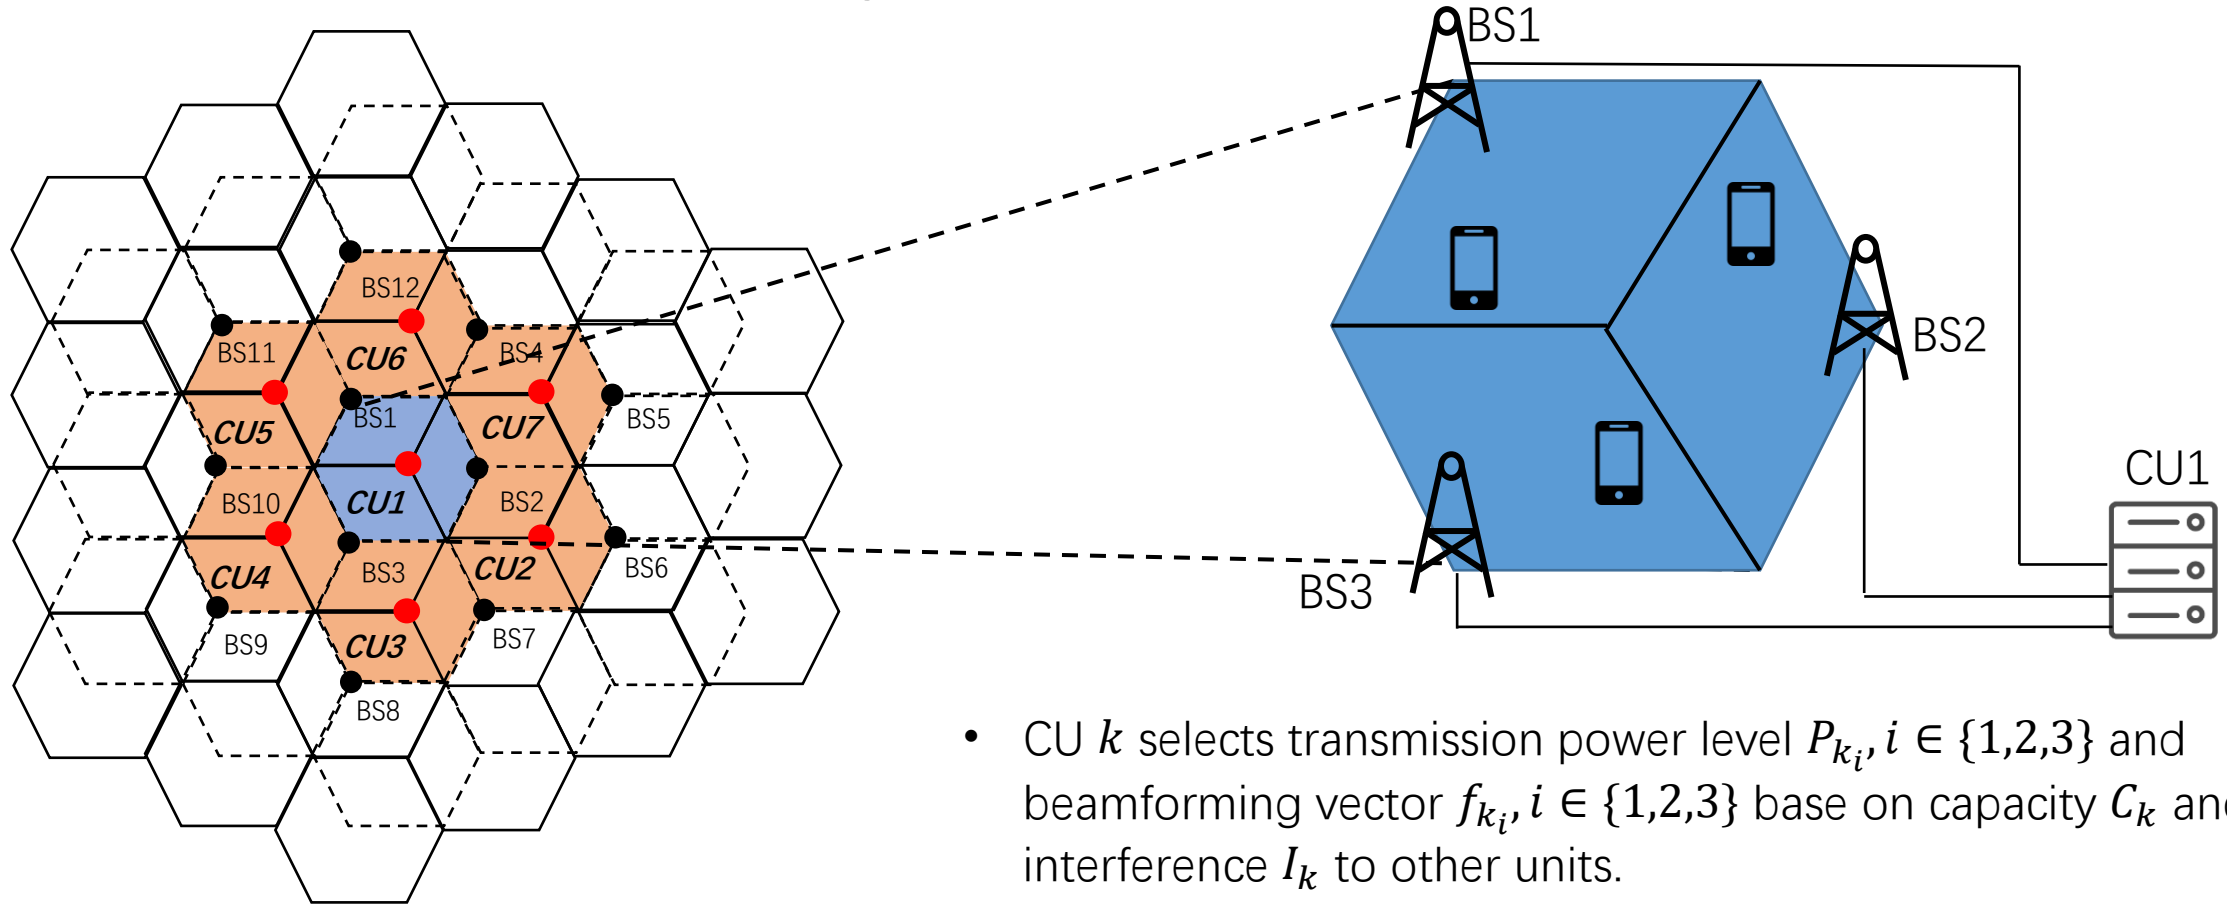 BS1
BS12
BS11
CU6
BS4
BS1
BS5
CU5
CU7
BS2
CU1
BS10
CU1
BS2
CU4
BS3
CU2
BS6
BS3
BS9
CU3
BS7
BS8
• CU k selects transmission power level P_{k_i}, i ∈ {1,2,3} and
beamforming vector f_{k_i}, i ∈ {1,2,3} base on capacity C_k an
interference I_k to other units.